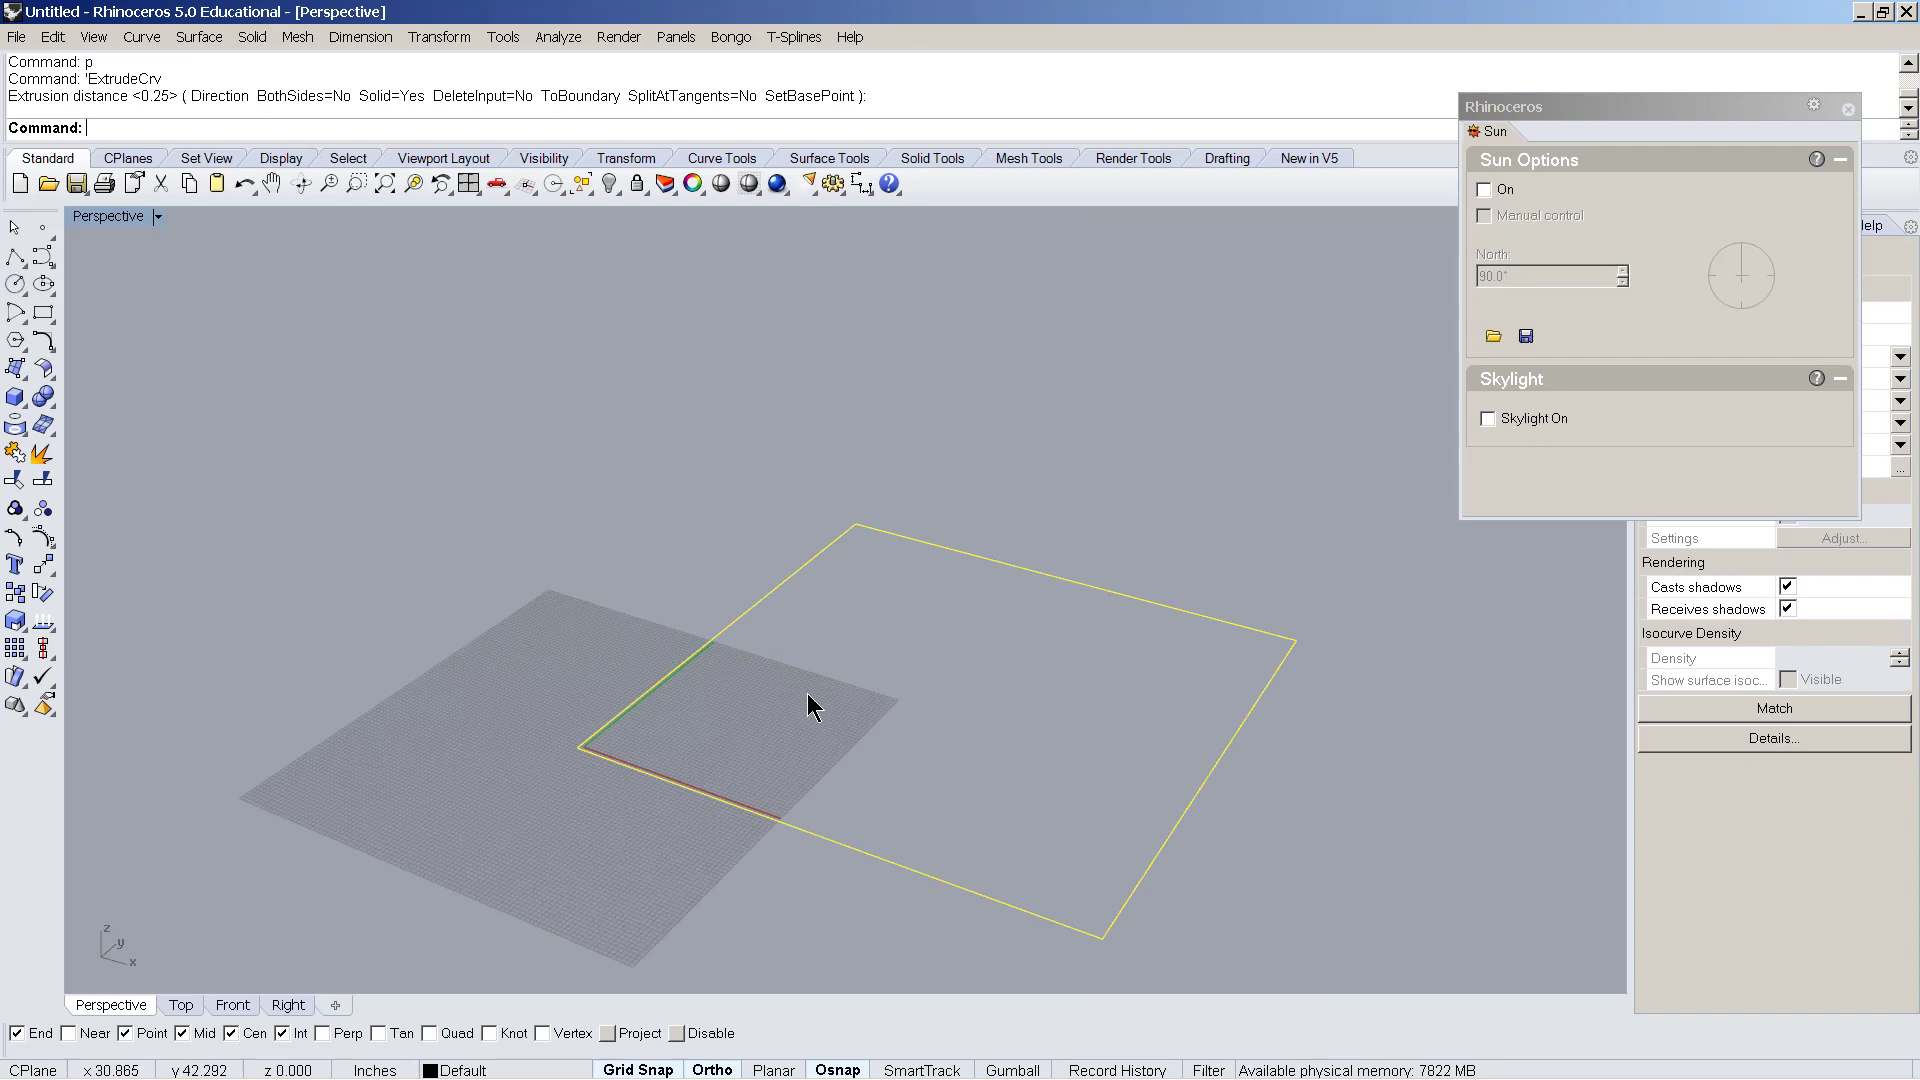 Untitled - Rhinoceros 5.0 Educational - [Perspective]
File Edit View Curve Surface Solid Mesh Dimension Transform Tools Analyze Render Panels Bongo T-Splines Help
Command: p
Command: 'ExtrudeCrv
Extrusion distance <0.25> ( Direction BothSides=No Solid=Yes DeleteInput=No ToBoundary SplitAtTangents=No SetBasePoint ):
Command:
Standard CPlanes Set View Display Select Viewport Layout Visibility Transform Curve Tools Surface Tools Solid Tools Mesh Tools Render Tools Drafting New in V5
Perspective
Rhinoceros
Sun
Sun Options
On
Manual control
North:
90.0°
Skylight
Skylight On
Settings Adjust...
Rendering
Casts shadows
Receives shadows
Isocurve Density
Density
Show surface isoc... Visible
Match
Details...
z
y
x
Perspective Top Front Right
End Near Point Mid Cen Int Perp Tan Quad Knot Vertex Project Disable
CPlane x 30.865 y 42.292 z 0.000 Inches Default Grid Snap Ortho Planar Osnap SmartTrack Gumball Record History Filter Available physical memory: 7822 MB